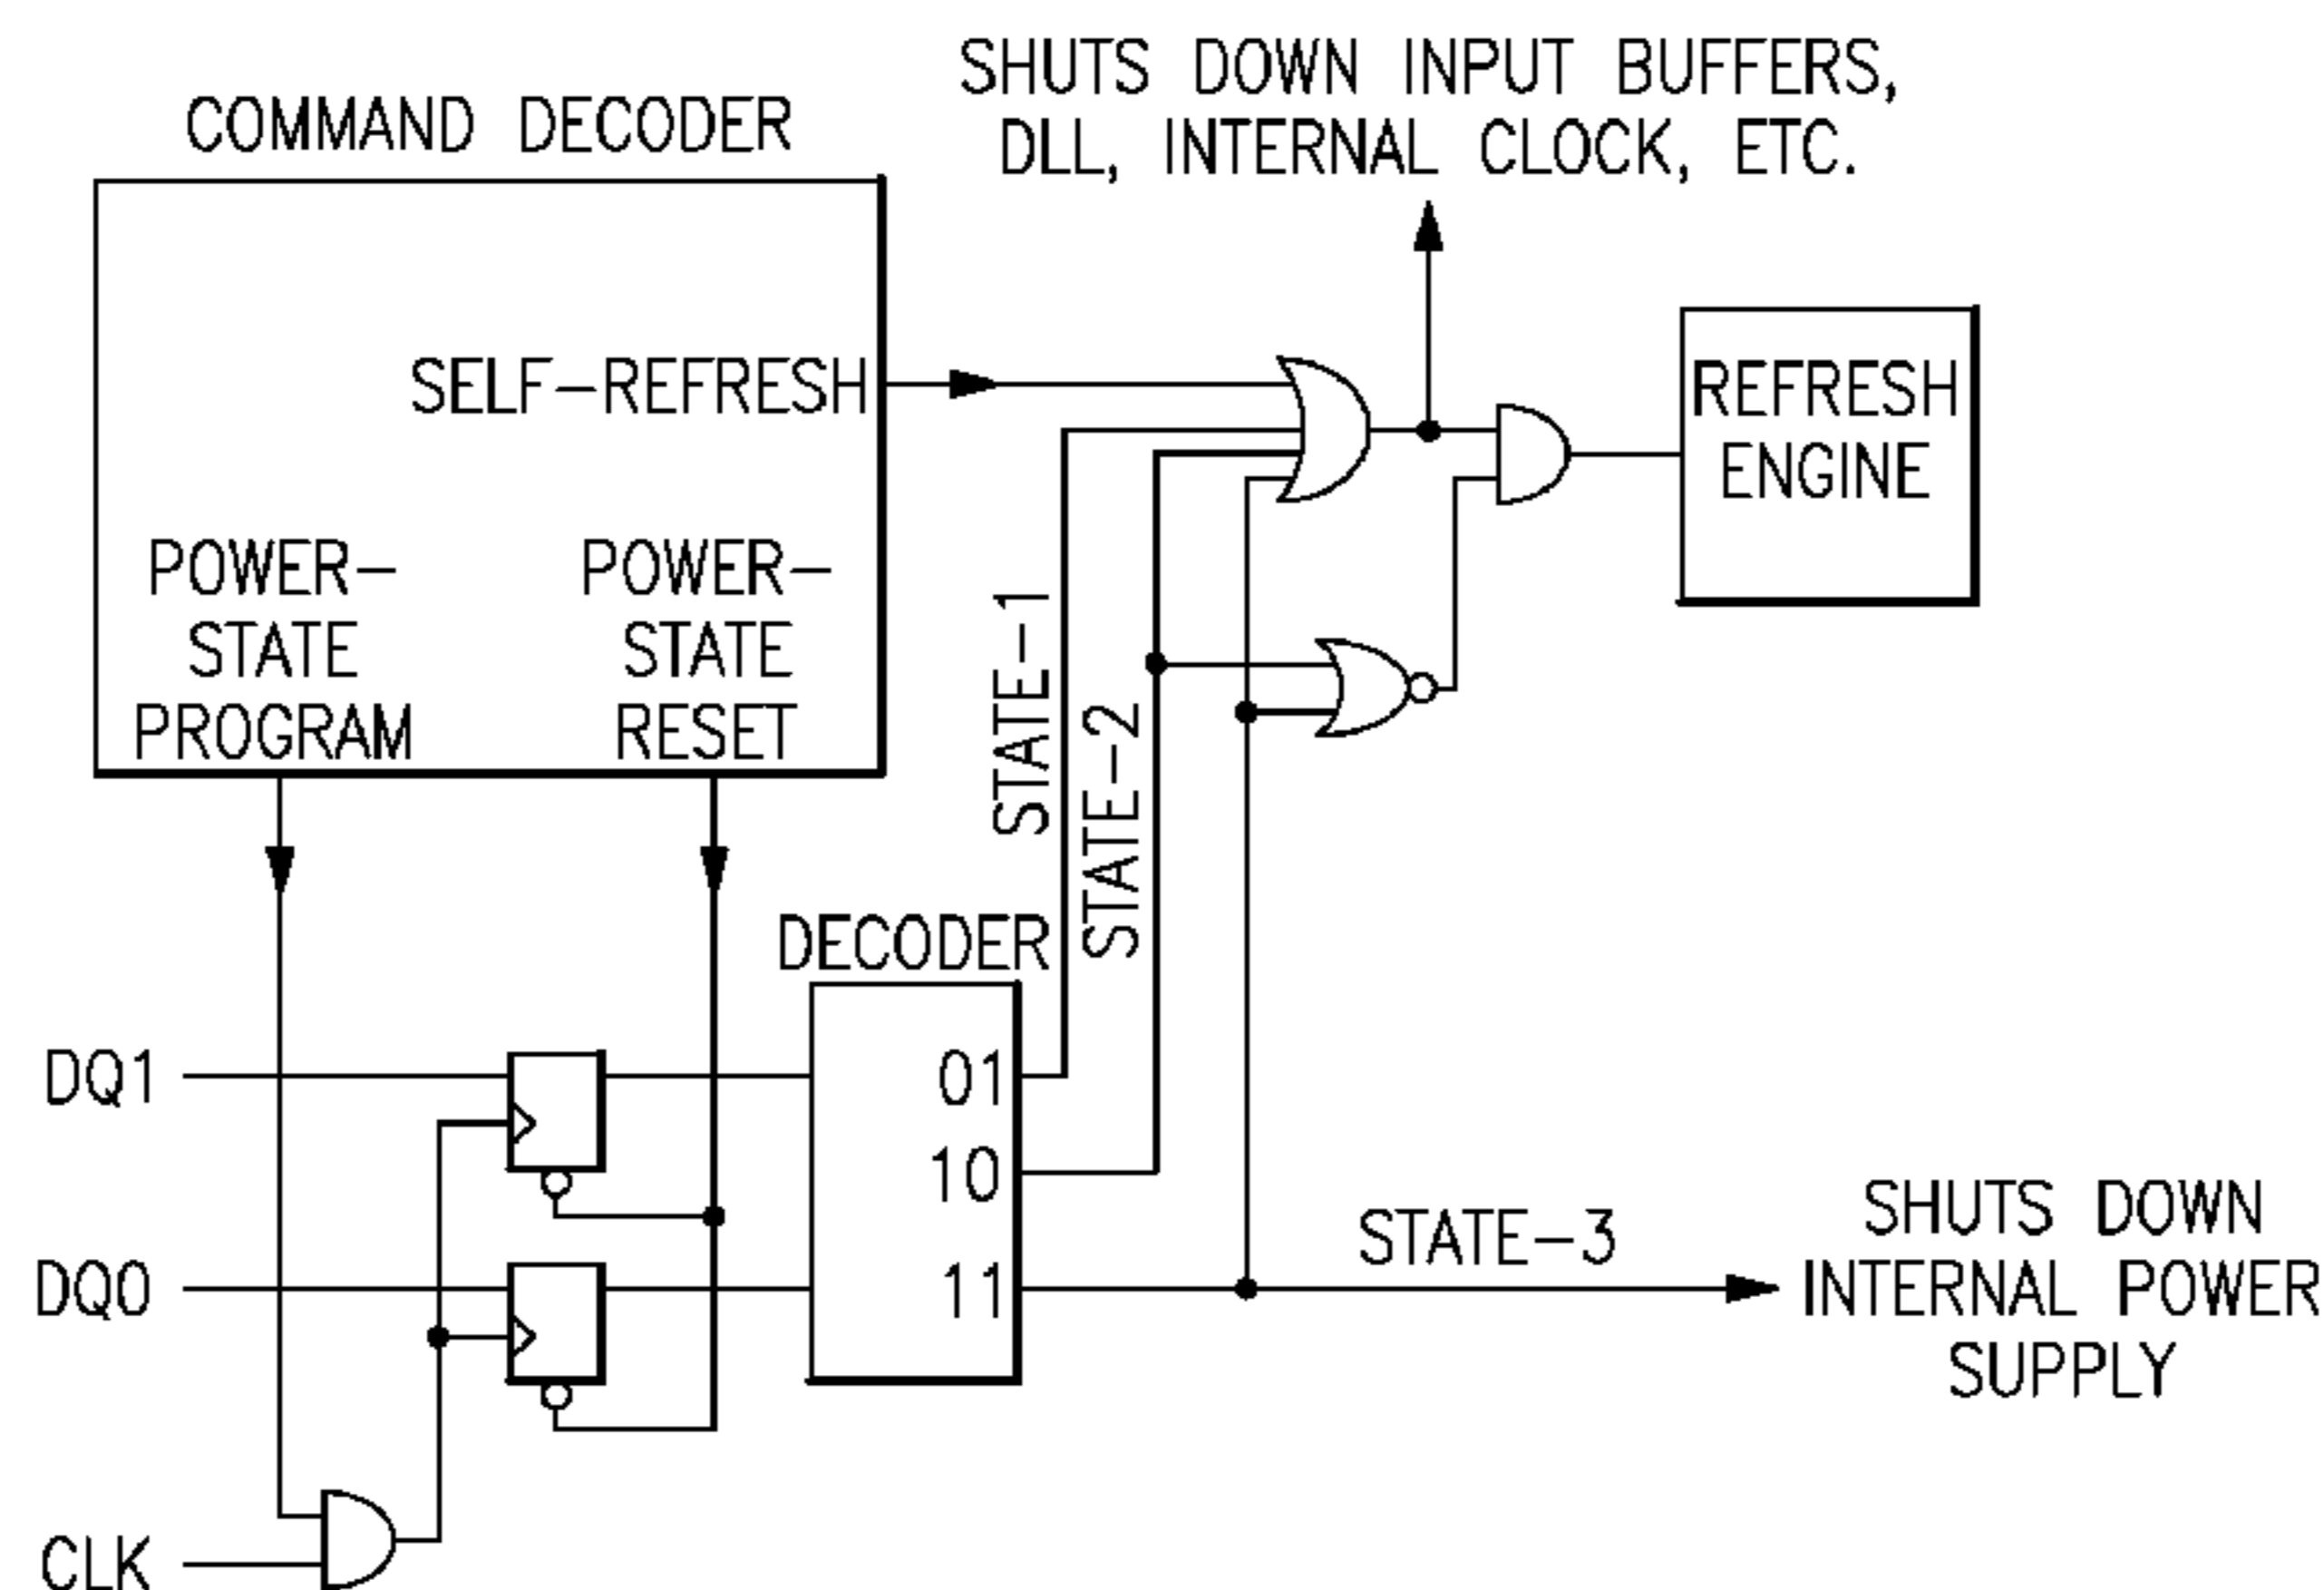 SHUTS DOWN INPUT BUFFERS,
DLL, INTERNAL CLOCK, ETC.
COMMAND DECODER
SELF-REFRESH
REFRESH
ENGINE
POWER-
STATE
PROGRAM
POWER-
STATE
RESET
STATE-1
STATE-2
DECODER
DQ1
01
10
DQ0
11
STATE-3
SHUTS DOWN
INTERNAL POWER
SUPPLY
CLK